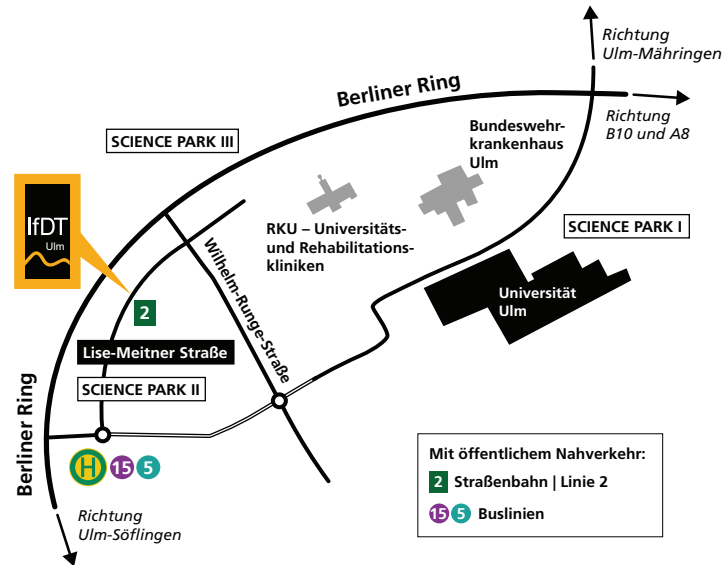 Richtung
Ulm-Mähringen
Berliner Ring
Richtung
B10 und A8
Bundeswehr-
krankenhaus
Ulm
SCIENCE PARK III
IfDT
Ulm
RKU – Universitäts-
und Rehabilitations-
kliniken
SCIENCE PARK I
Wilhelm-Runge-Straße
Universität
Ulm
2
Lise-Meitner Straße
SCIENCE PARK II
Berliner Ring
H 15 5
Richtung
Ulm-Söflingen
Mit öffentlichem Nahverkehr:
2 Straßenbahn | Linie 2
15 5 Buslinien